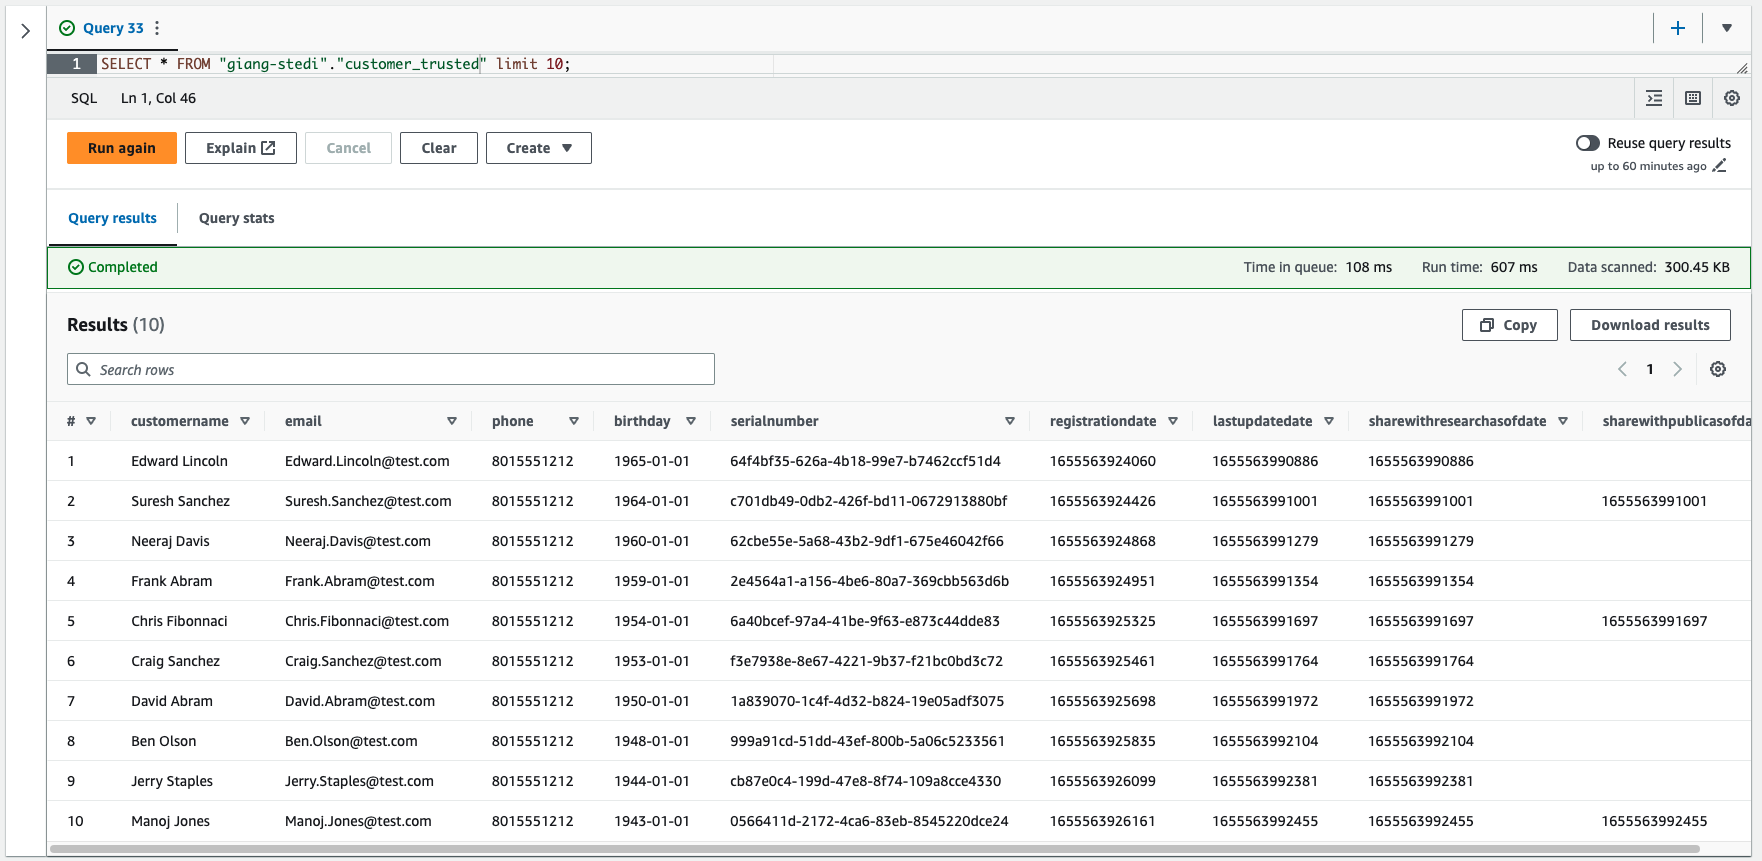 Query 33
1 SELECT * FROM "giang-stedi"."customer_trusted" limit 10;
SQL Ln 1, Col 46
Run again Explain Cancel Clear Create
Reuse query results
up to 60 minutes ago
Query results Query stats
Completed Time in queue: 108 ms Run time: 607 ms Data scanned: 300.45 KB
Results (10) Copy Download results
Search rows 1
# customername email phone birthday serialnumber registrationdate lastupdatedate sharewithresearchasofdate sharewithpublicasofda
1 Edward Lincoln Edward.Lincoln@test.com 8015551212 1965-01-01 64f4bf35-626a-4b18-99e7-b7462ccf51d4 1655563924060 1655563990886 1655563990886
2 Suresh Sanchez Suresh.Sanchez@test.com 8015551212 1964-01-01 c701db49-0db2-426f-bd11-0672913880bf 1655563924426 1655563991001 1655563991001 1655563991001
3 Neeraj Davis Neeraj.Davis@test.com 8015551212 1960-01-01 62cbe55e-5a68-43b2-9df1-675e46042f66 1655563924868 1655563991279 1655563991279
4 Frank Abram Frank.Abram@test.com 8015551212 1959-01-01 2e4564a1-a156-4be6-80a7-369cbb563d6b 1655563924951 1655563991354 1655563991354
5 Chris Fibonnaci Chris.Fibonnaci@test.com 8015551212 1954-01-01 6a40bcef-97a4-41be-9f63-e873c44dde83 1655563925325 1655563991697 1655563991697 1655563991697
6 Craig Sanchez Craig.Sanchez@test.com 8015551212 1953-01-01 f3e7938e-8e67-4221-9b37-f21bc0bd3c72 1655563925461 1655563991764 1655563991764
7 David Abram David.Abram@test.com 8015551212 1950-01-01 1a839070-1c4f-4d32-b824-19e05adf3075 1655563925698 1655563991972 1655563991972
8 Ben Olson Ben.Olson@test.com 8015551212 1948-01-01 999a91cd-51dd-43ef-800b-5a06c5233561 1655563925835 1655563992104 1655563992104
9 Jerry Staples Jerry.Staples@test.com 8015551212 1944-01-01 cb87e0c4-199d-47e8-8f74-109a8cce4330 1655563926099 1655563992381 1655563992381
10 Manoj Jones Manoj.Jones@test.com 8015551212 1943-01-01 0566411d-2172-4ca6-83eb-8545220dce24 1655563926161 1655563992455 1655563992455 1655563992455